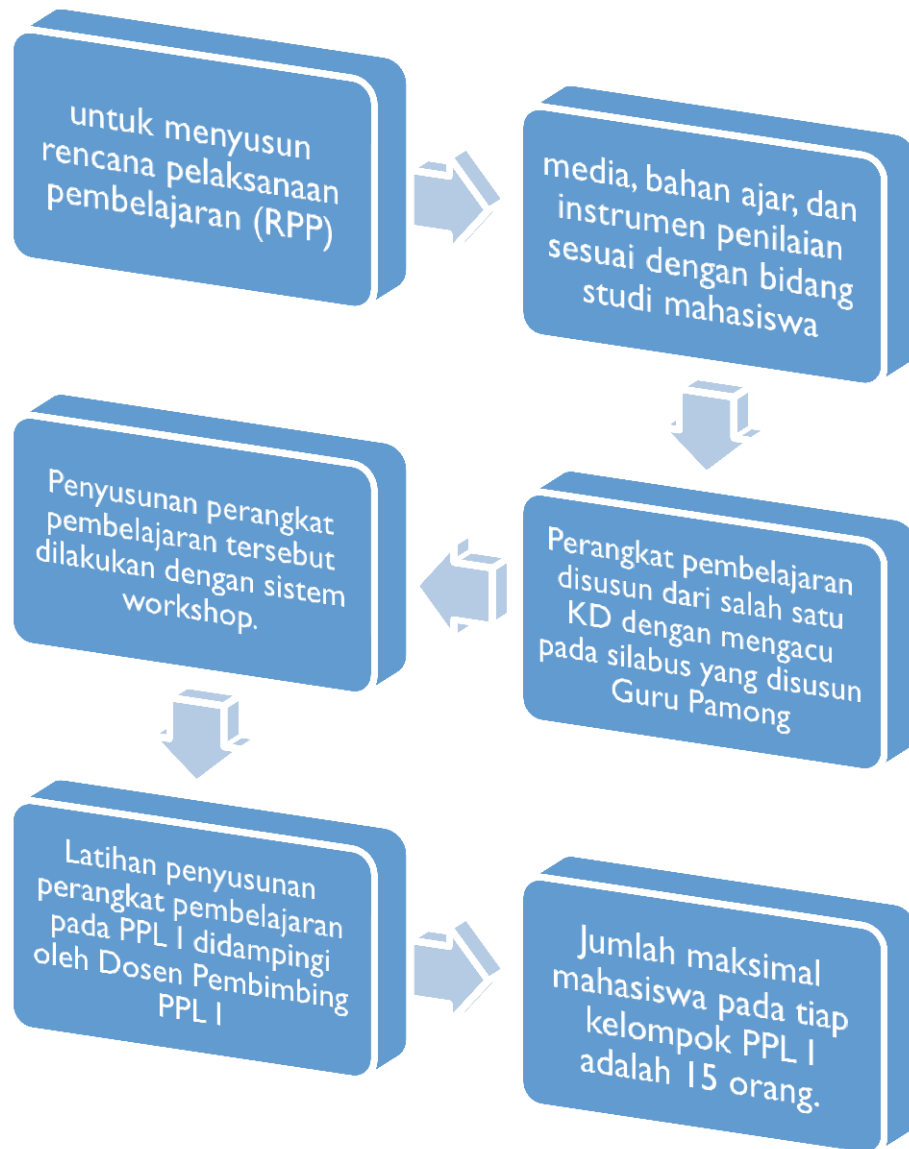 untuk menyusun
rencana pelaksanaan
pembelajaran (RPP)
media, bahan ajar, dan
instrumen penilaian
sesuai dengan bidang
studi mahasiswa
Perangkat pembelajaran
disusun dari salah satu
KD dengan mengacu
pada silabus yang disusun
Guru Pamong
Penyusunan perangkat
pembelajaran tersebut
dilakukan dengan sistem
workshop.
Latihan penyusunan
perangkat pembelajaran
pada PPL I didampingi
oleh Dosen Pembimbing
PPL I
Jumlah maksimal
mahasiswa pada tiap
kelompok PPL I
adalah 15 orang.